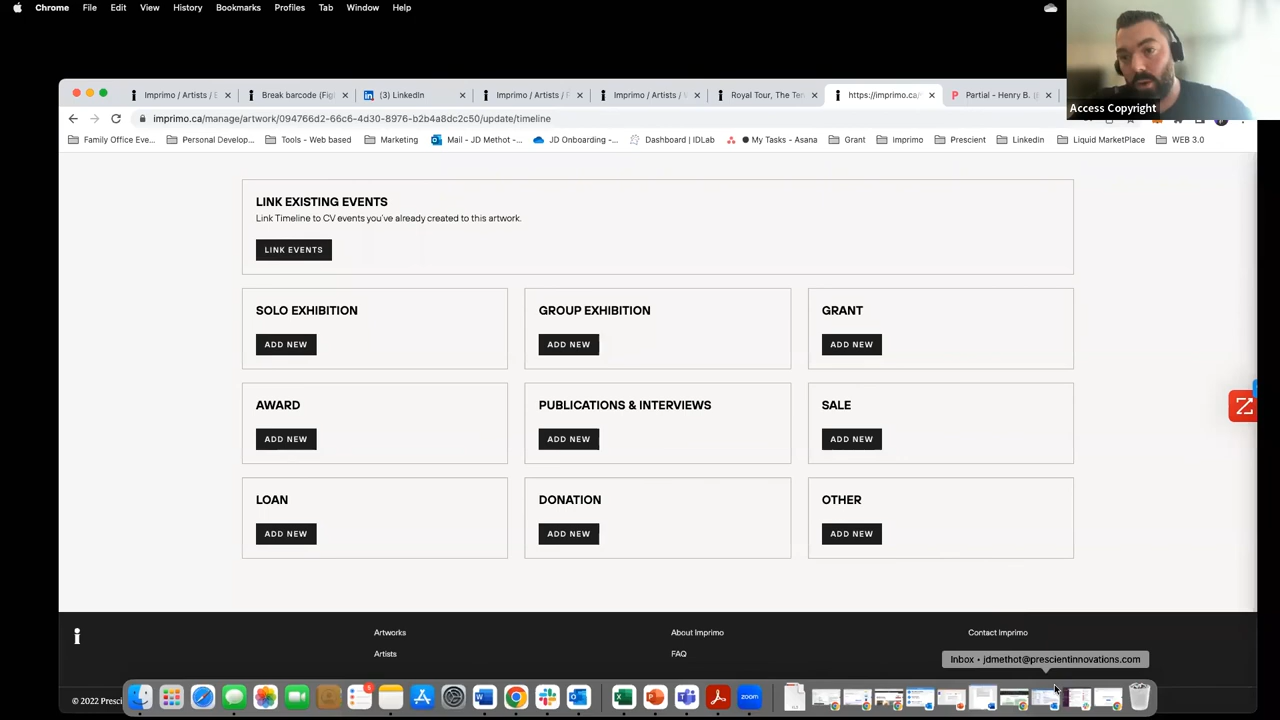 Chrome File Edit View History Bookmarks Profiles Tab Window Help
Access Copyright
Imprimo / Artists / Break barcode (Fig (3) LinkedIn Imprimo / Artists / Imprimo / Artists / Royal Tour, The Ten https://imprimo.ca/ Partial - Henry B.
imprimo.ca/manage/artwork/ /update/timeline
Family Office Eve... Personal Develop... Tools - Web based Marketing Mail - JD Methot -... JD Onboarding -... Dashboard | IDLab My Tasks - Asana Grant Imprimo Prescient LinkedIn Liquid MarketPlace WEB 3.0
LINK EXISTING EVENTS
Link Timeline to CV events you've already created to this artwork.
LINK EVENTS
SOLO EXHIBITION GROUP EXHIBITION GRANT
ADD NEW ADD NEW ADD NEW
AWARD PUBLICATIONS & INTERVIEWS SALE
ADD NEW ADD NEW ADD NEW
LOAN DONATION OTHER
ADD NEW ADD NEW ADD NEW
Artworks About Imprimo Contact Imprimo
Artists FAQ
Inbox • jdmethot@prescientinnovations.com
© 2022 Presci
zoom